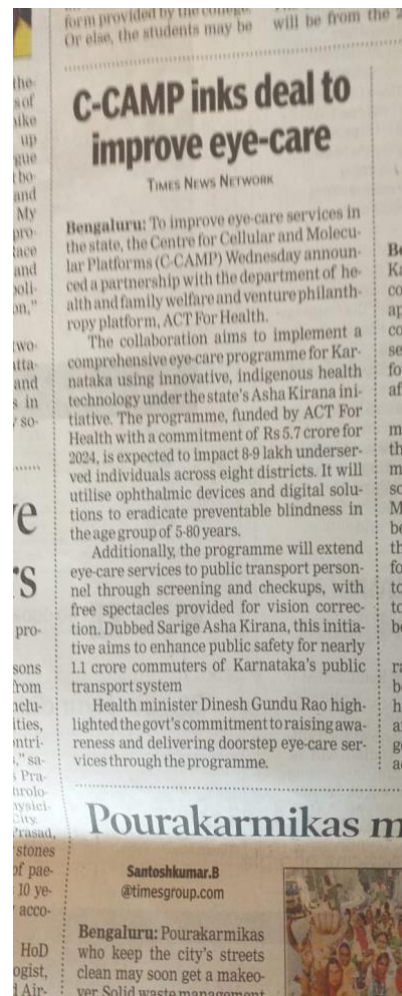 form provided by the college.
Or else, the students may be
will be from the 2
C-CAMP inks deal to
improve eye-care
TIMES NEWS NETWORK
Bengaluru: To improve eye-care services in
the state, the Centre for Cellular and Molecu-
lar Platforms (C-CAMP) Wednesday announ-
ced a partnership with the department of he-
alth and family welfare and venture philanth-
ropy platform, ACT For Health.
The collaboration aims to implement a
comprehensive eye-care programme for Kar-
nataka using innovative, indigenous health
technology under the state's Asha Kirana ini-
tiative. The programme, funded by ACT For
Health with a commitment of Rs 5.7 crore for
2024, is expected to impact 8-9 lakh underser-
ved individuals across eight districts. It will
utilise ophthalmic devices and digital solu-
tions to eradicate preventable blindness in
the age group of 5-80 years.
Additionally, the programme will extend
eye-care services to public transport person-
nel through screening and checkups, with
free spectacles provided for vision correc-
tion. Dubbed Sarige Asha Kirana, this initia-
tive aims to enhance public safety for nearly
1.1 crore commuters of Karnataka's public
transport system
Health minister Dinesh Gundu Rao high-
lighted the govt's commitment to raising awa-
reness and delivering doorstep eye-care ser-
vices through the programme.
Pourakarmikas m
Santoshkumar.B
@timesgroup.com
Bengaluru: Pourakarmikas
who keep the city's streets
clean may soon get a makeo-
ver Solid waste management